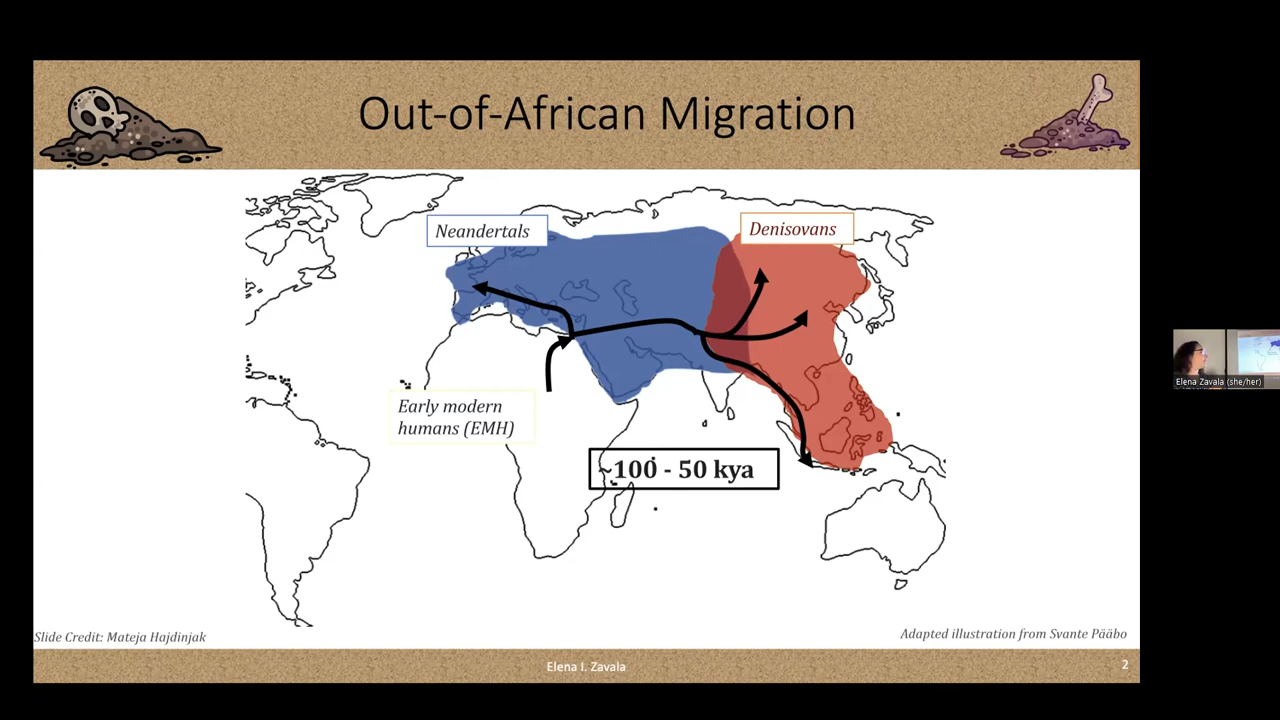 Out-of-African Migration
Neandertals
Denisovans
Early modern
humans (EMH)
~100 - 50 kya
Slide Credit: Mateja Hajdinjak
Adapted illustration from Svante Pääbo
Elena I. Zavala
2
Elena Zavala (she/her)